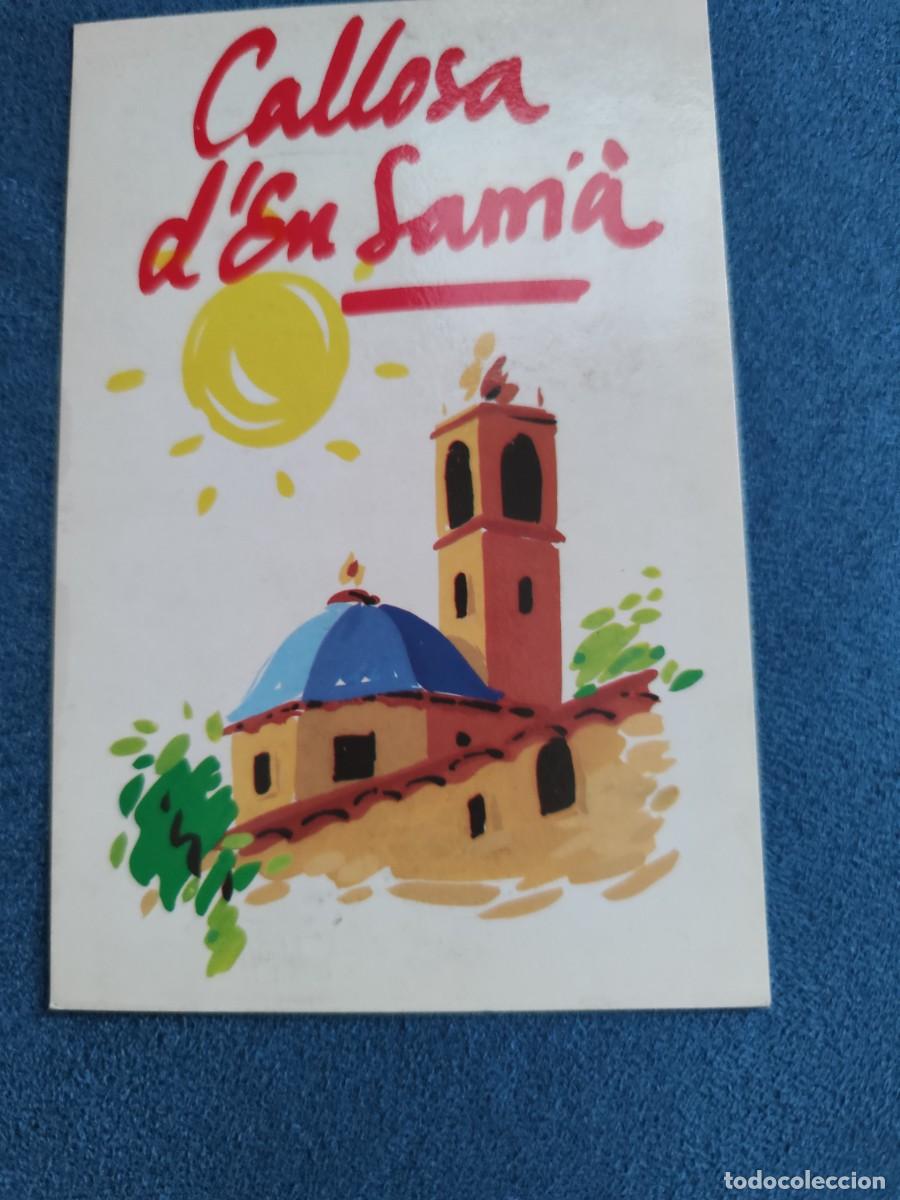 Callosa
d'En Sarrià
todocoleccion